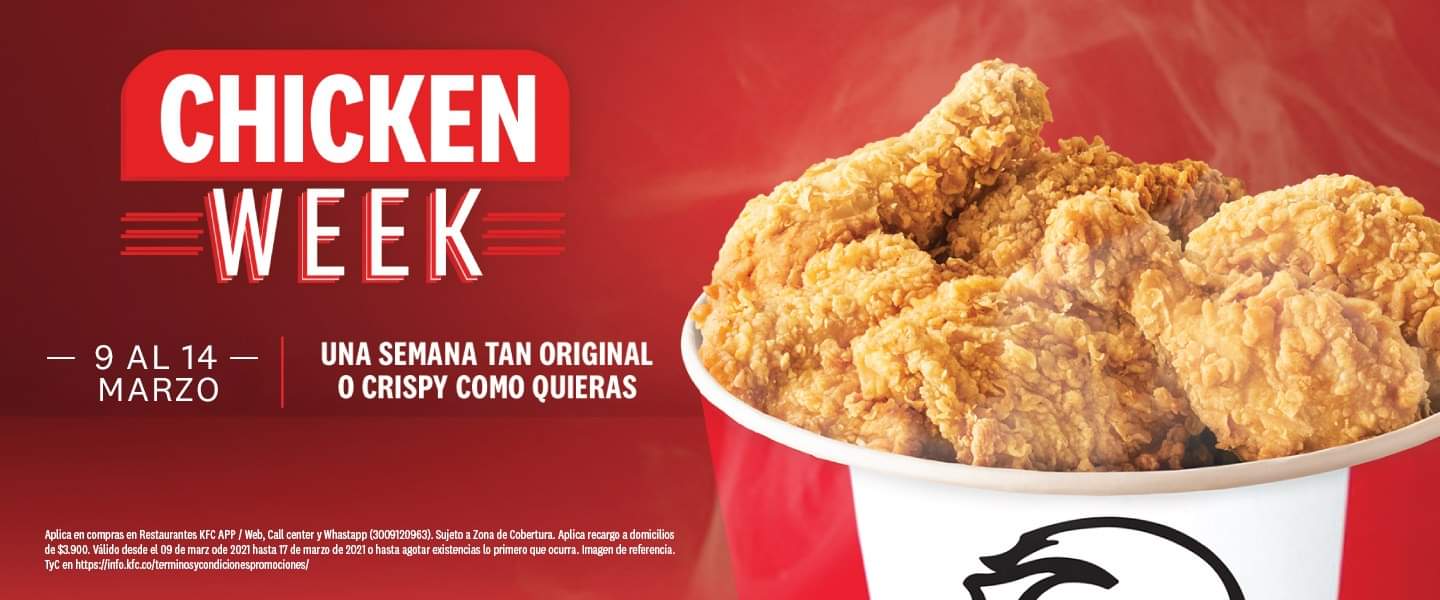 CHICKEN
WEEK
9 AL 14
MARZO
UNA SEMANA TAN ORIGINAL
O CRISPY COMO QUIERAS
Aplica en compras en Restaurantes KFC APP / Web, Call center y Whastapp (3009120963). Sujeto a Zona de Cobertura. Aplica recargo a domicilios
de $3.900. Válido desde el 09 de marz ode 2021 hasta 17 de marzo de 2021 o hasta agotar existencias lo primero que ocurra. Imagen de referencia.
TyC en https://info.kfc.co/terminosycondicionespromociones/